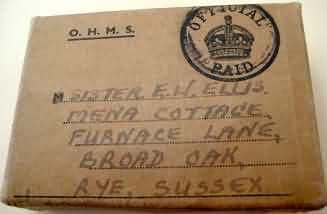 O. H. M. S.
OFFICIAL
PAID
M SISTER E. W. ELLIS.
MENA COTTAGE.
FURNACE LANE,
BROAD OAK,
RYE, SUSSEX